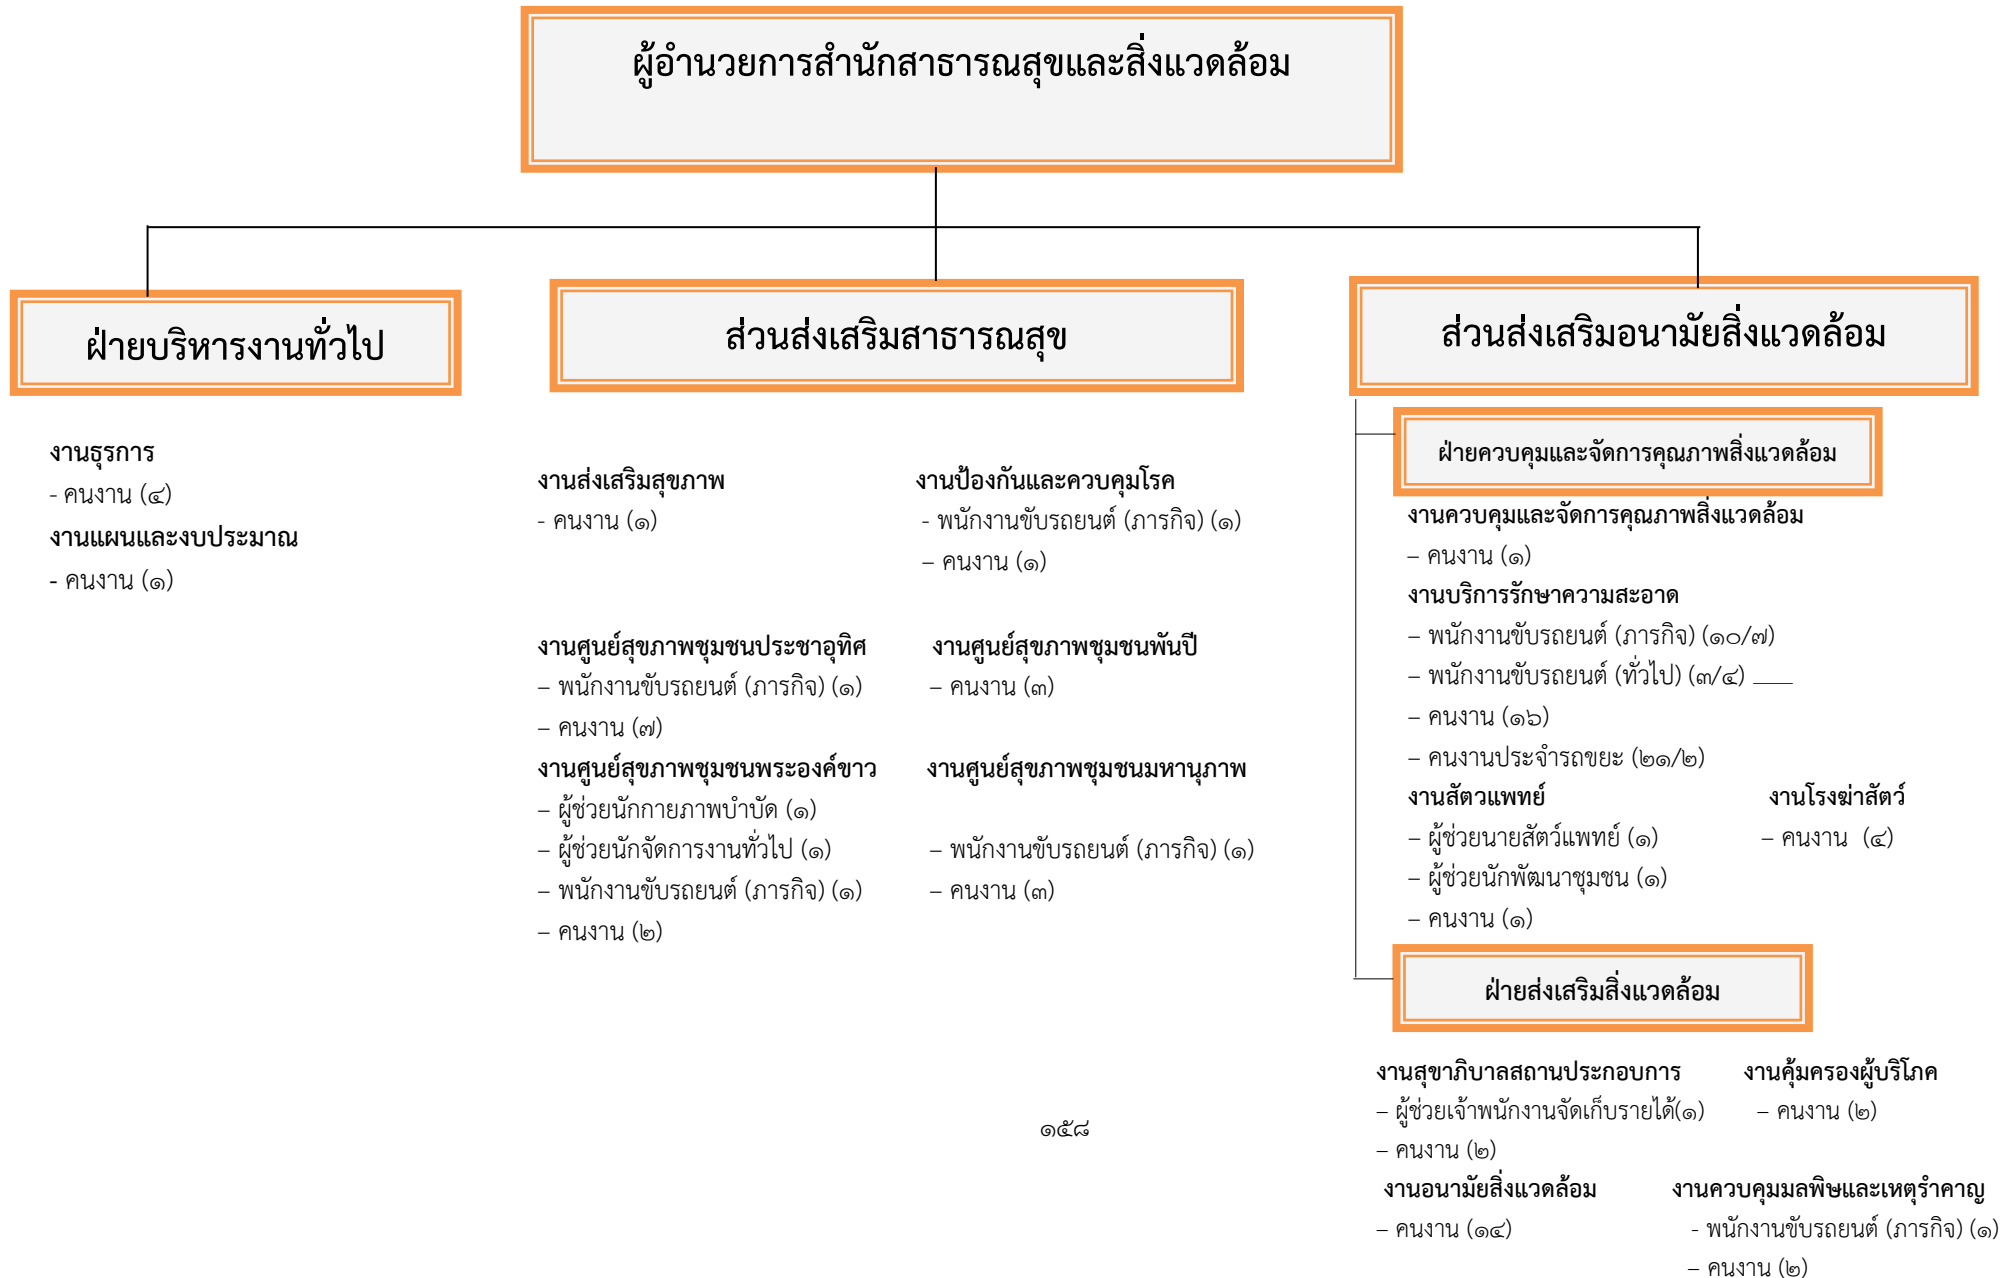 ผู้อำนวยการสำนักสาธารณสุขและสิ่งแวดล้อม
ฝ่ายบริหารงานทั่วไป
งานธุรการ
- คนงาน (๔)
งานแผนและงบประมาณ
- คนงาน (๑)
ส่วนส่งเสริมสาธารณสุข
งานส่งเสริมสุขภาพ
- คนงาน (๑)
งานป้องกันและควบคุมโรค
- พนักงานขับรถยนต์ (ภารกิจ) (๑)
– คนงาน (๑)
งานศูนย์สุขภาพชุมชนประชาอุทิศ
– พนักงานขับรถยนต์ (ภารกิจ) (๑)
– คนงาน (๗)
งานศูนย์สุขภาพชุมชนพันปี
– คนงาน (๓)
งานศูนย์สุขภาพชุมชนพระองค์ขาว
– ผู้ช่วยนักกายภาพบำบัด (๑)
– ผู้ช่วยนักจัดการงานทั่วไป (๑)
– พนักงานขับรถยนต์ (ภารกิจ) (๑)
– คนงาน (๒)
งานศูนย์สุขภาพชุมชนมหานุภาพ
– พนักงานขับรถยนต์ (ภารกิจ) (๑)
– คนงาน (๓)
ส่วนส่งเสริมอนามัยสิ่งแวดล้อม
ฝ่ายควบคุมและจัดการคุณภาพสิ่งแวดล้อม
งานควบคุมและจัดการคุณภาพสิ่งแวดล้อม
– คนงาน (๑)
งานบริการรักษาความสะอาด
– พนักงานขับรถยนต์ (ภารกิจ) (๑๐/๗)
– พนักงานขับรถยนต์ (ทั่วไป) (๓/๔) ___
– คนงาน (๑๖)
– คนงานประจำรถขยะ (๒๑/๒)
งานสัตวแพทย์
– ผู้ช่วยนายสัตว์แพทย์ (๑)
– ผู้ช่วยนักพัฒนาชุมชน (๑)
– คนงาน (๑)
งานโรงฆ่าสัตว์
– คนงาน (๔)
ฝ่ายส่งเสริมสิ่งแวดล้อม
งานสุขาภิบาลสถานประกอบการ
– ผู้ช่วยเจ้าพนักงานจัดเก็บรายได้(๑)
– คนงาน (๒)
งานคุ้มครองผู้บริโภค
– คนงาน (๒)
งานอนามัยสิ่งแวดล้อม
– คนงาน (๑๔)
งานควบคุมมลพิษและเหตุรำคาญ
- พนักงานขับรถยนต์ (ภารกิจ) (๑)
– คนงาน (๒)
๑๕๘